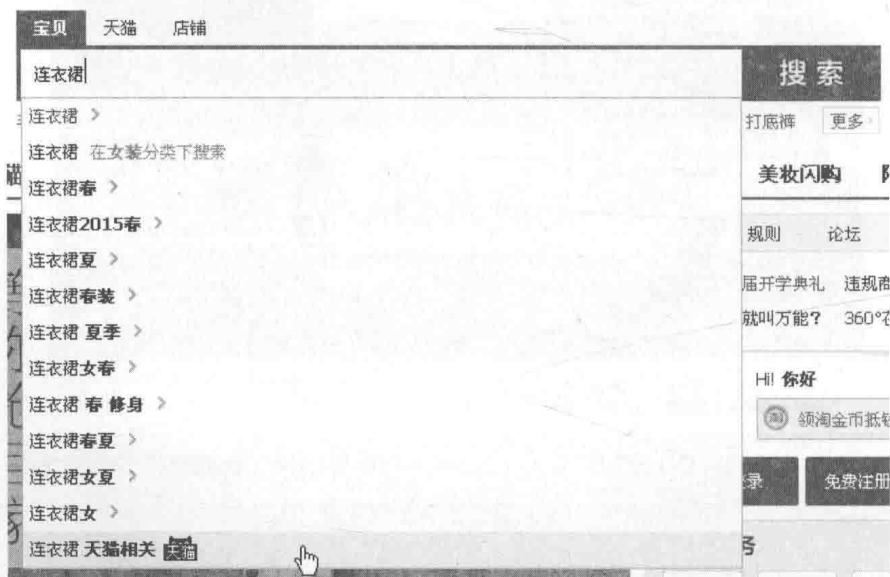 宝贝 天猫 店铺
连衣裙
搜索
连衣裙 >
打底裤 更多>
连衣裙 在女装分类下搜索
猫
连衣裙春 >
美妆闪购
连衣裙2015春 >
规则 论坛
连衣裙夏 >
届开学典礼 违规商
连衣裙春装 >
就叫万能? 360°在
连衣裙 夏季 >
连衣裙女春 >
Hi! 你好
连衣裙 春 修身 >
淘 领淘金币抵钱
连衣裙春夏 >
连衣裙女夏 >
录 免费注册
连衣裙女 >
连衣裙 天猫相关 天猫
务